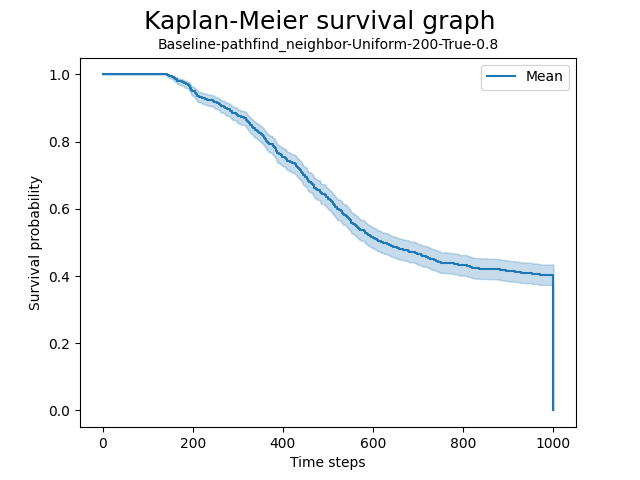 Kaplan-Meier survival graph
Baseline-pathfind_neighbor-Uniform-200-True-0.8
Mean
1.0
0.8
0.6
0.4
0.2
0.0
Survival probability
0 200 400 600 800 1000
Time steps